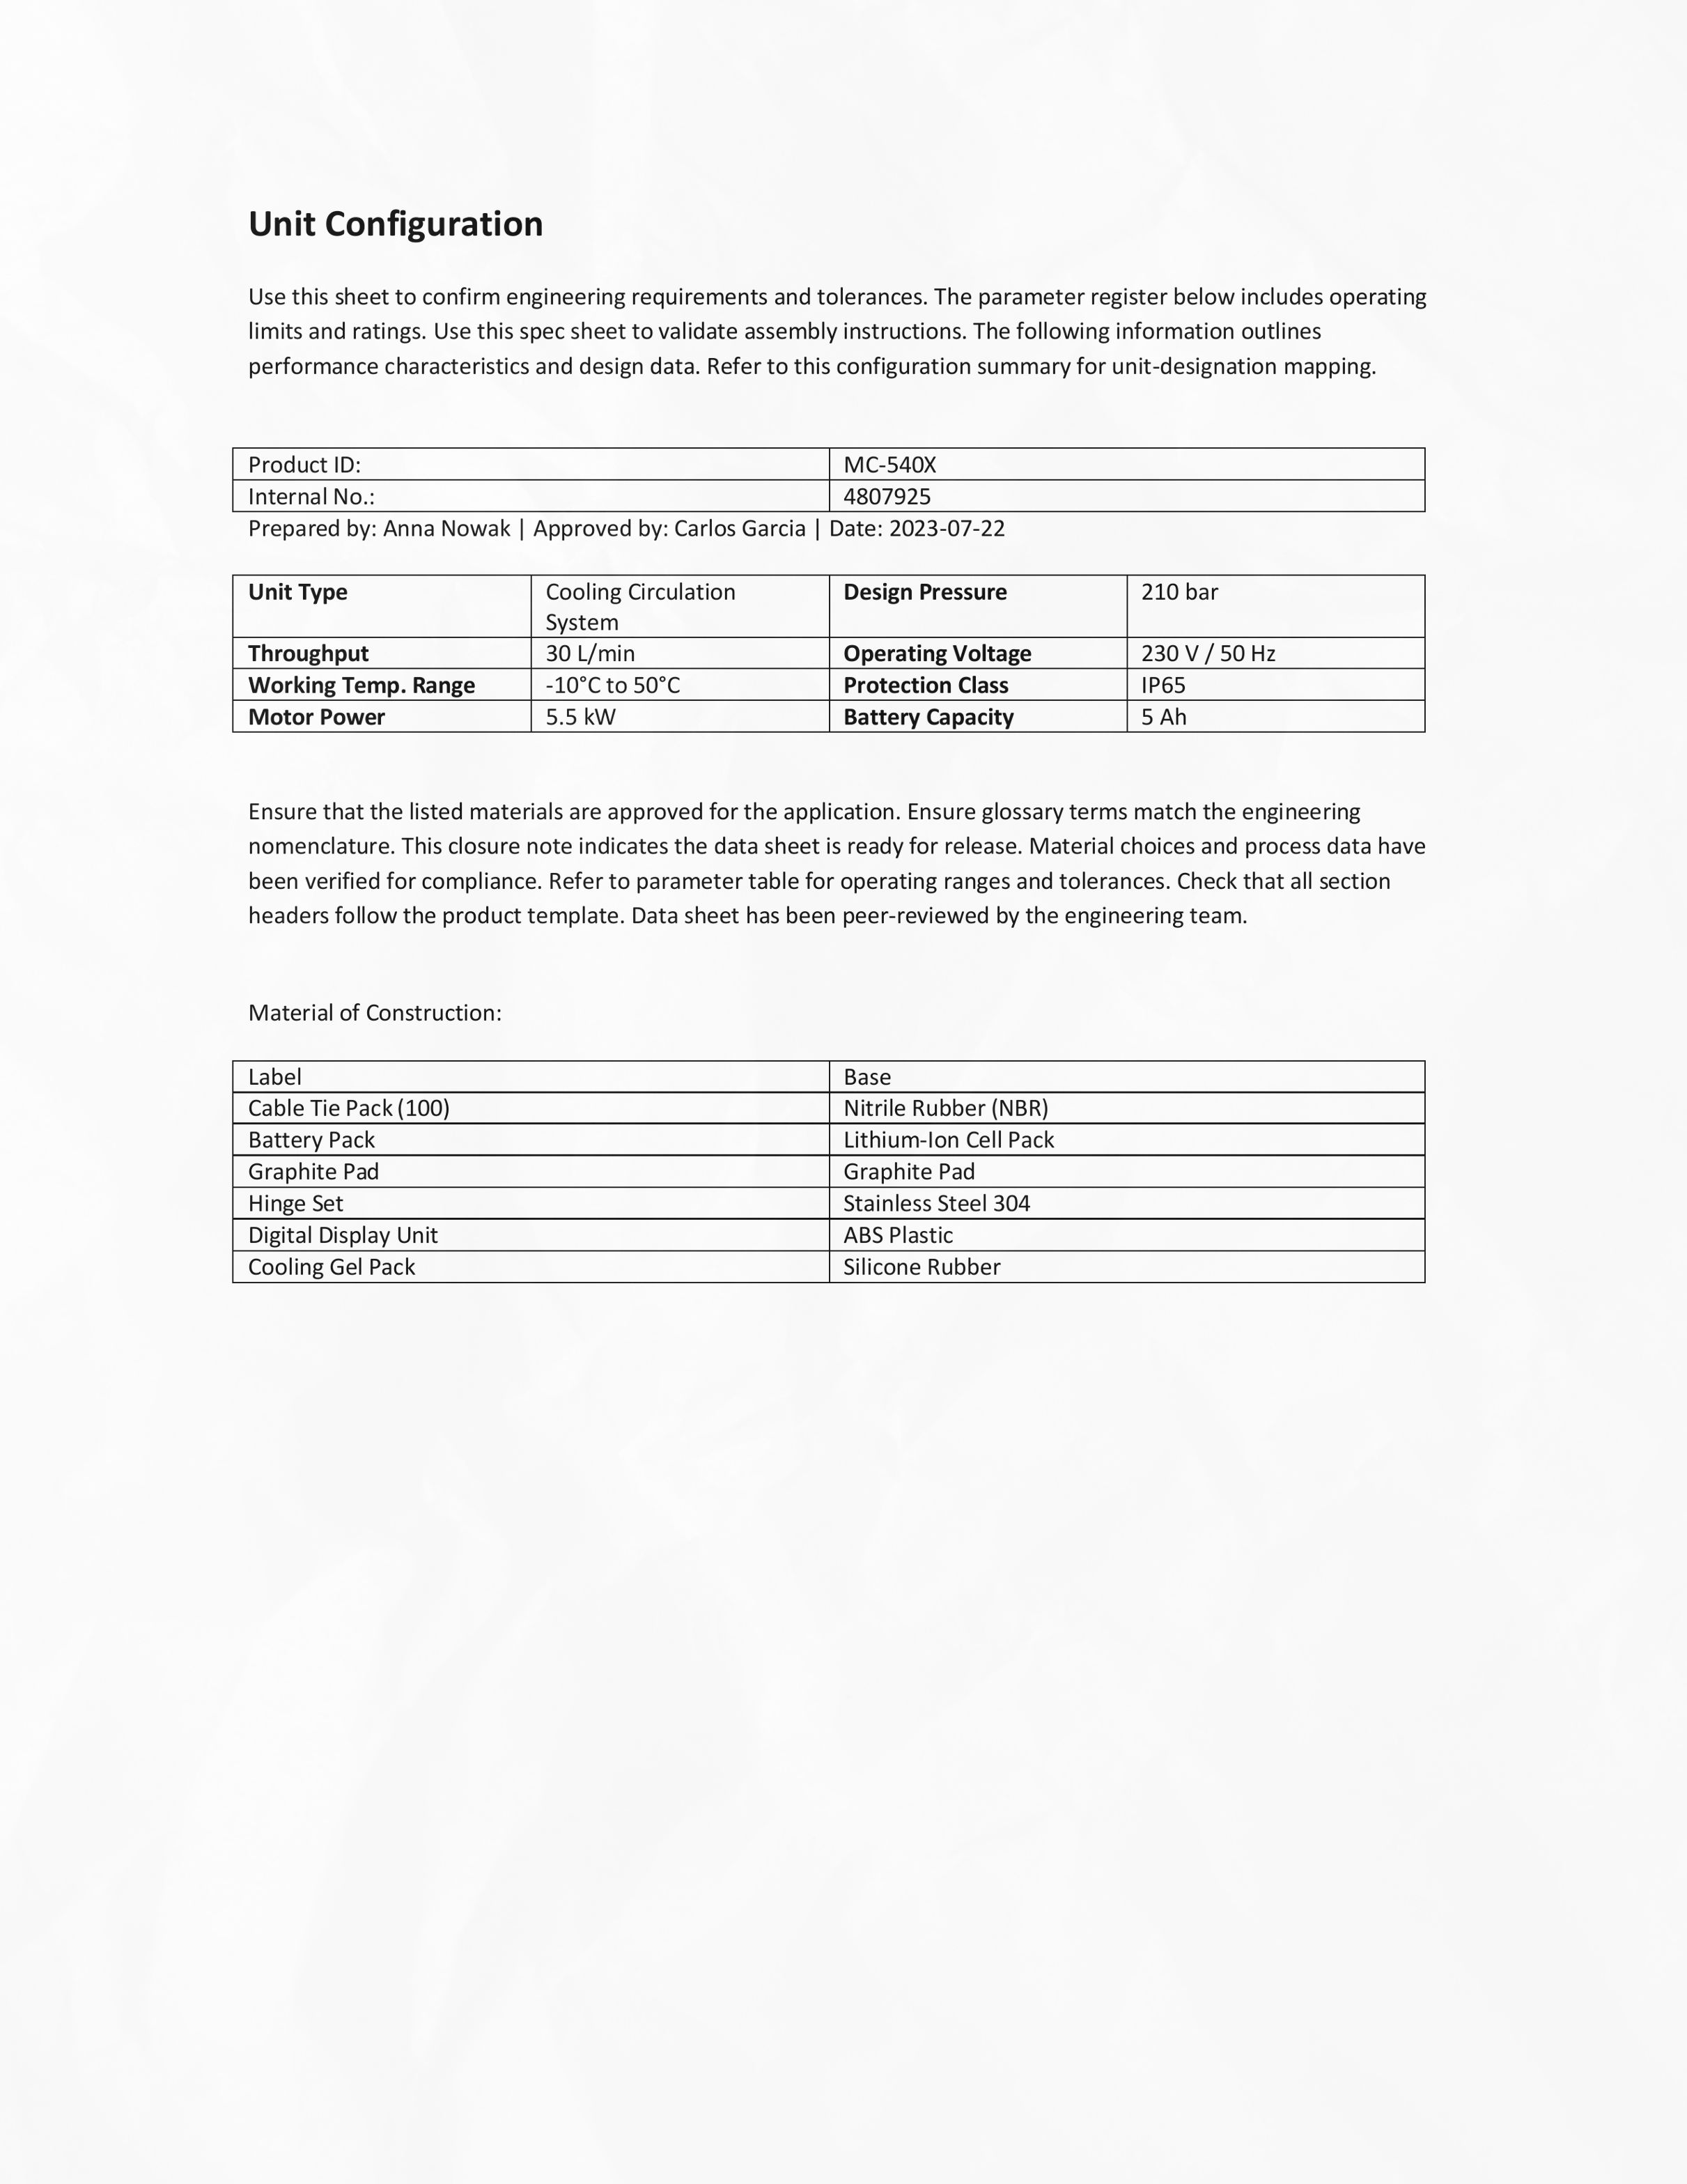 Unit Configuration
Use this sheet to confirm engineering requirements and tolerances. The parameter register below includes operating
limits and ratings. Use this spec sheet to validate assembly instructions. The following information outlines
performance characteristics and design data. Refer to this configuration summary for unit-designation mapping.
Product ID: MC-540X
Internal No.: 4807925
Prepared by: Anna Nowak | Approved by: Carlos Garcia | Date: 2023-07-22
Unit Type Cooling Circulation Design Pressure 210 bar
System
Throughput 30 L/min Operating Voltage 230 V / 50 Hz
Working Temp. Range -10°C to 50°C Protection Class IP65
Motor Power 5.5 kW Battery Capacity 5 Ah
Ensure that the listed materials are approved for the application. Ensure glossary terms match the engineering
nomenclature. This closure note indicates the data sheet is ready for release. Material choices and process data have
been verified for compliance. Refer to parameter table for operating ranges and tolerances. Check that all section
headers follow the product template. Data sheet has been peer-reviewed by the engineering team.
Material of Construction:
Label Base
Cable Tie Pack (100) Nitrile Rubber (NBR)
Battery Pack Lithium-Ion Cell Pack
Graphite Pad Graphite Pad
Hinge Set Stainless Steel 304
Digital Display Unit ABS Plastic
Cooling Gel Pack Silicone Rubber